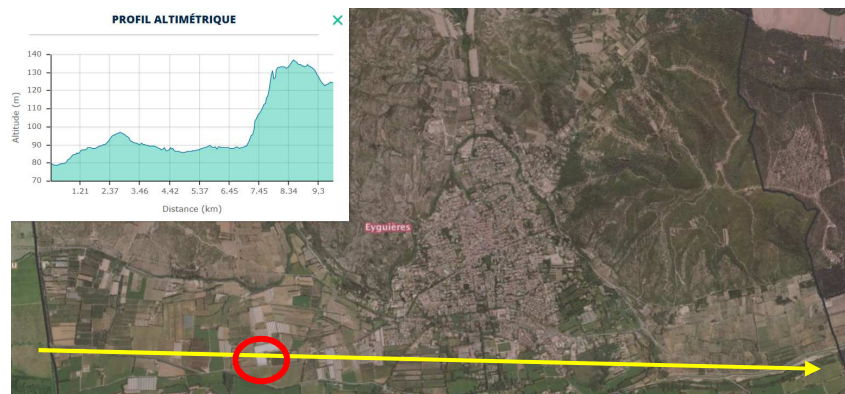 PROFIL ALTIMÉTRIQUE ×
140
130
120
110
100
90
80
70
Altitude (m)
1.21 2.37 3.46 4.42 5.37 6.45 7.45 8.34 9.3
Distance (km)
Eyguières